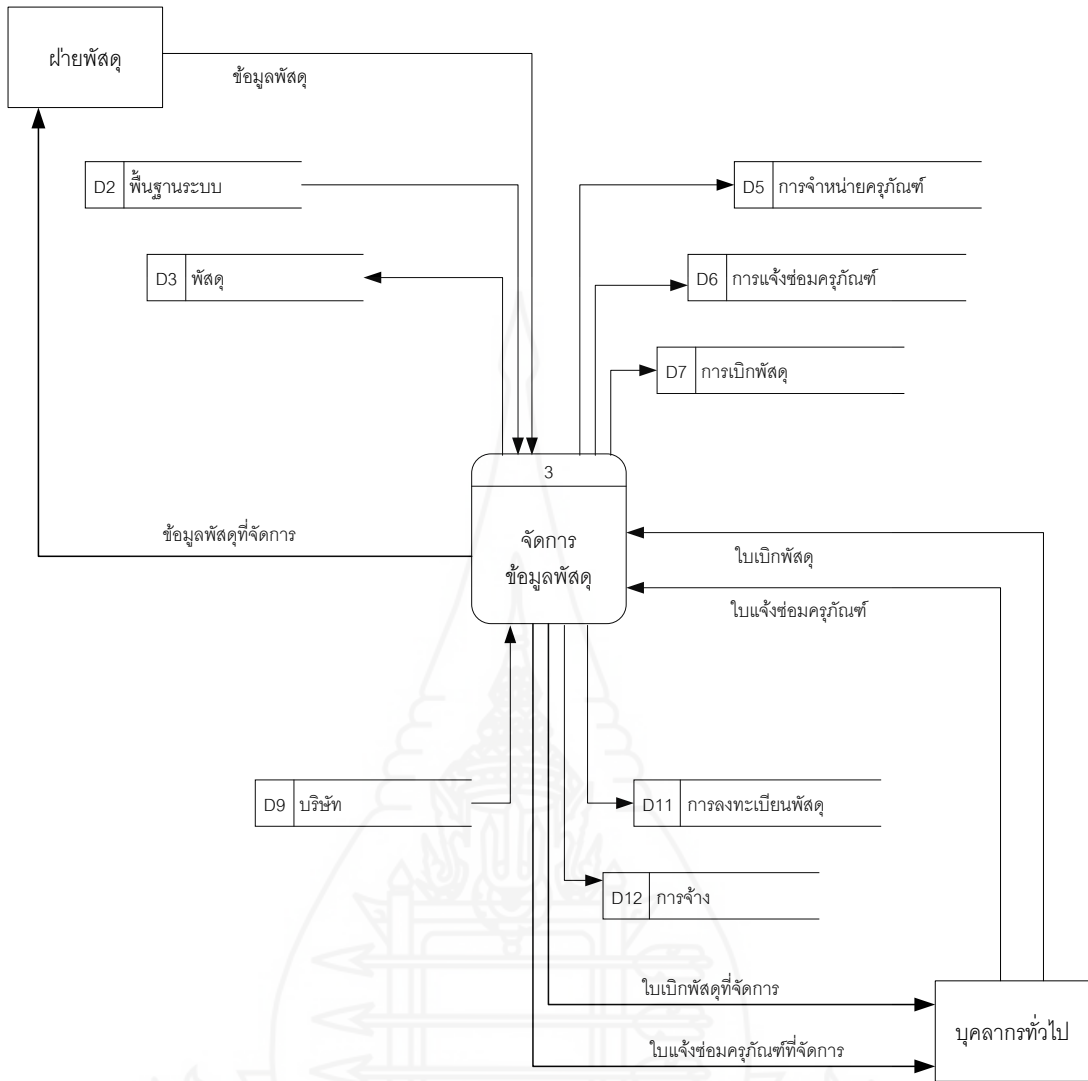 ฝ่ายพัสดุ
ข้อมูลพัสดุ
D2 พื้นฐานระบบ
D5 การจำหน่ายครุภัณฑ์
D3 พัสดุ
D6 การแจ้งซ่อมครุภัณฑ์
D7 การเบิกพัสดุ
3
ข้อมูลพัสดุที่จัดการ
จัดการ
ข้อมูลพัสดุ
ใบเบิกพัสดุ
ใบแจ้งซ่อมครุภัณฑ์
D9 บริษัท
D11 การลงทะเบียนพัสดุ
D12 การจ้าง
ใบเบิกพัสดุที่จัดการ
บุคลากรทั่วไป
ใบแจ้งซ่อมครุภัณฑ์ที่จัดการ